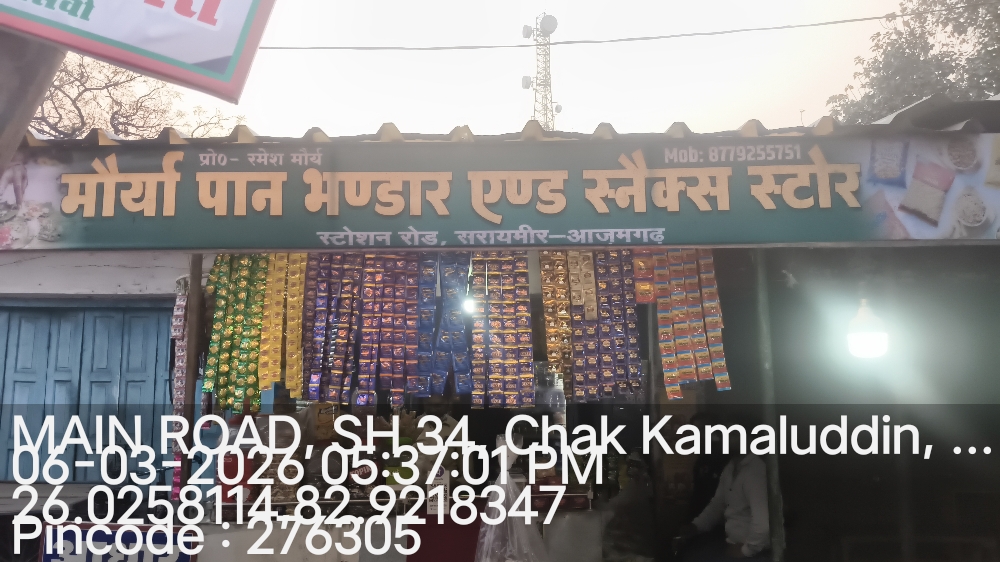 प्रो०- रमेश मौर्य
Mob: 8779255751
मौर्या पान भण्डार एण्ड स्नैक्स स्टोर
स्टोशन रोड, सरायमीर–आजमगढ़
MAIN ROAD, SH 34, Chak Kamaluddin, ...
06-03-2026 05:37:01 PM
26.0258114,82.9218347
Pincode : 276305